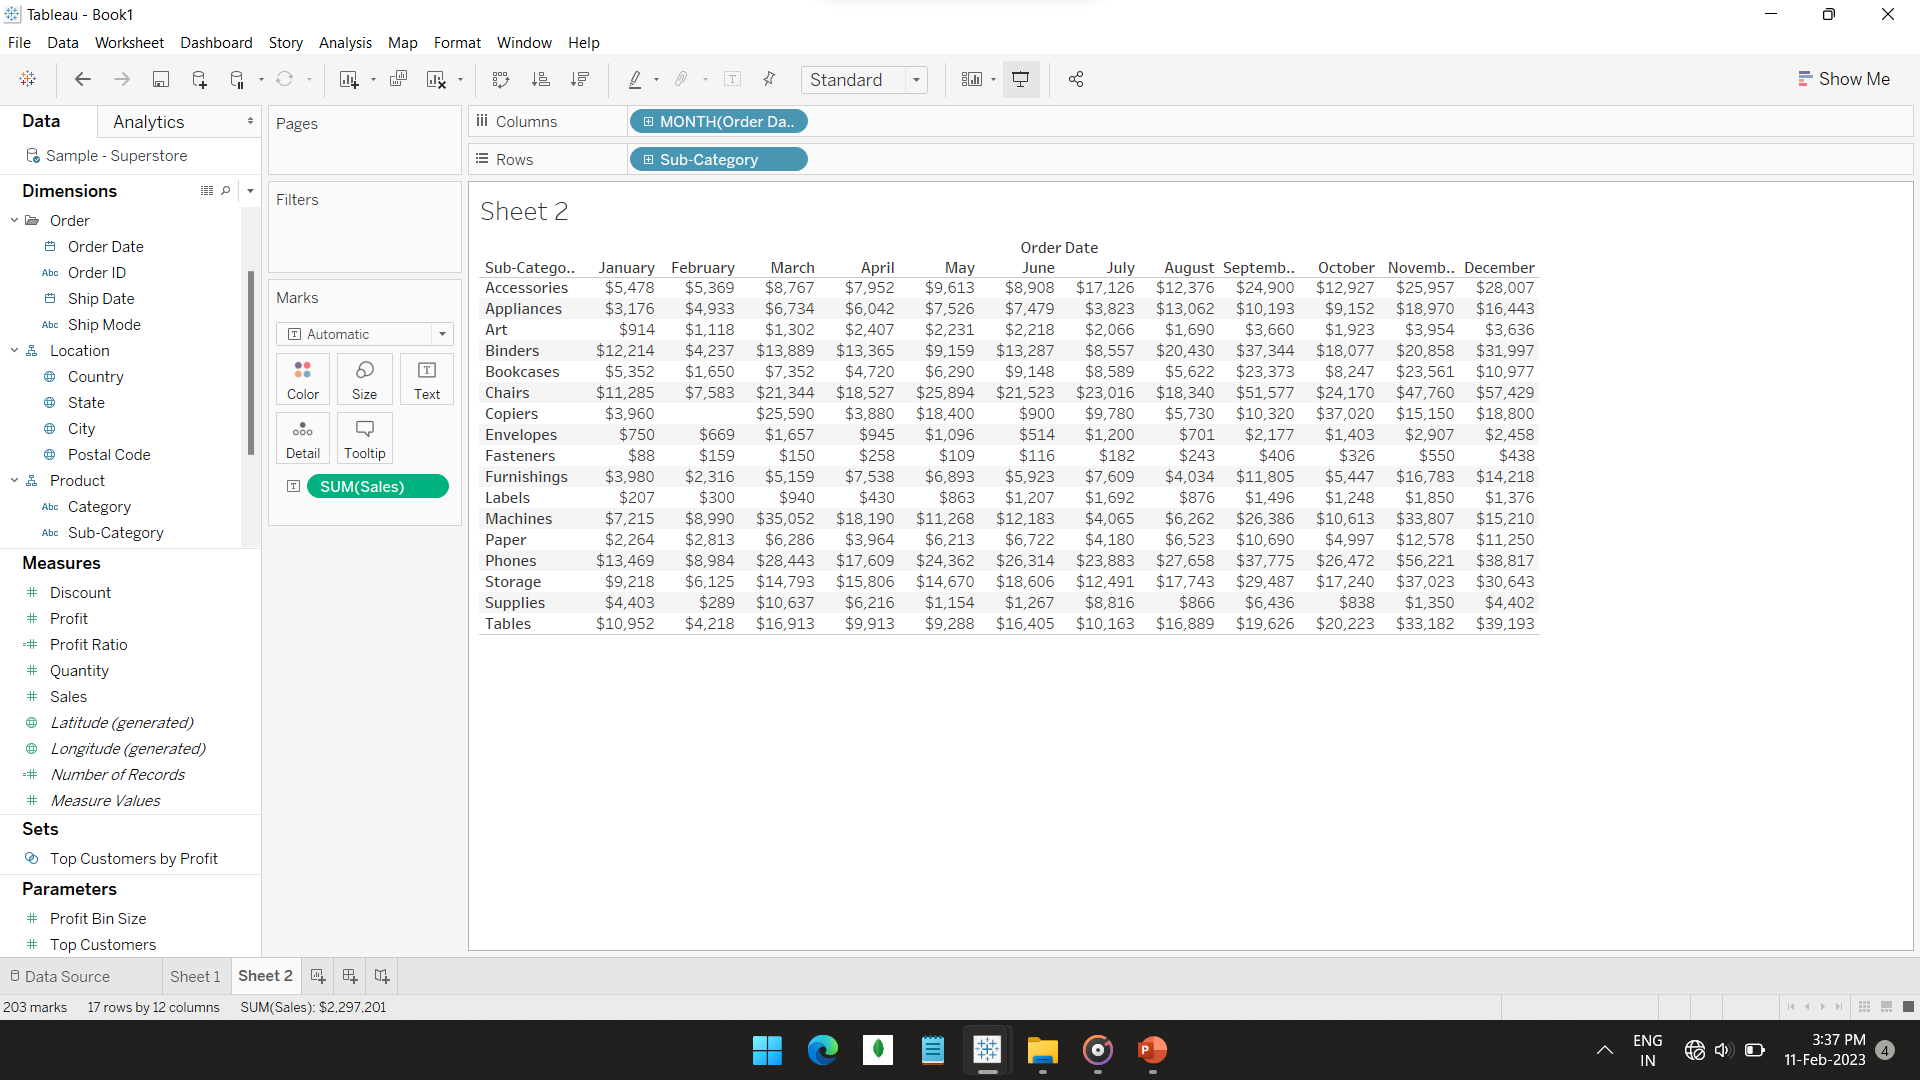 Tableau - Book1
File Data Worksheet Dashboard Story Analysis Map Format Window Help
Standard
Show Me
Data Analytics
Sample - Superstore
Dimensions
Order
Order Date
Abc Order ID
Ship Date
Abc Ship Mode
Location
Country
State
City
Postal Code
Product
Abc Category
Abc Sub-Category
Measures
Discount
Profit
Profit Ratio
Quantity
Sales
Latitude (generated)
Longitude (generated)
Number of Records
Measure Values
Sets
Top Customers by Profit
Parameters
Profit Bin Size
Top Customers
Pages
Filters
Marks
Automatic
Color Size Text
Detail Tooltip
SUM(Sales)
Columns MONTH(Order Da..
Rows Sub-Category
Sheet 2
Order Date
Sub-Catego.. January February March April May June July August Septemb.. October Novemb.. December
Accessories $5,478 $5,369 $8,767 $7,952 $9,613 $8,908 $17,126 $12,376 $24,900 $12,927 $25,957 $28,007
Appliances $3,176 $4,933 $6,734 $6,042 $7,526 $7,479 $3,823 $13,062 $10,193 $9,152 $18,970 $16,443
Art $914 $1,118 $1,302 $2,407 $2,231 $2,218 $2,066 $1,690 $3,660 $1,923 $3,954 $3,636
Binders $12,214 $4,237 $13,889 $13,365 $9,159 $13,287 $8,557 $20,430 $37,344 $18,077 $20,858 $31,997
Bookcases $5,352 $1,650 $7,352 $4,720 $6,290 $9,148 $8,589 $5,622 $23,373 $8,247 $23,561 $10,977
Chairs $11,285 $7,583 $21,344 $18,527 $25,894 $21,523 $23,016 $18,340 $51,577 $24,170 $47,760 $57,429
Copiers $3,960 $25,590 $3,880 $18,400 $900 $9,780 $5,730 $10,320 $37,020 $15,150 $18,800
Envelopes $750 $669 $1,657 $945 $1,096 $514 $1,200 $701 $2,177 $1,403 $2,907 $2,458
Fasteners $88 $159 $150 $258 $109 $116 $182 $243 $406 $326 $550 $438
Furnishings $3,980 $2,316 $5,159 $7,538 $6,893 $5,923 $7,609 $4,034 $11,805 $5,447 $16,783 $14,218
Labels $207 $300 $940 $430 $863 $1,207 $1,692 $876 $1,496 $1,248 $1,850 $1,376
Machines $7,215 $8,990 $35,052 $18,190 $11,268 $12,183 $4,065 $6,262 $26,386 $10,613 $33,807 $15,210
Paper $2,264 $2,813 $6,286 $3,964 $6,213 $6,722 $4,180 $6,523 $10,690 $4,997 $12,578 $11,250
Phones $13,469 $8,984 $28,443 $17,609 $24,362 $26,314 $23,883 $27,658 $37,775 $26,472 $56,221 $38,817
Storage $9,218 $6,125 $14,793 $15,806 $14,670 $18,606 $12,491 $17,743 $29,487 $17,240 $37,023 $30,643
Supplies $4,403 $289 $10,637 $6,216 $1,154 $1,267 $8,816 $866 $6,436 $838 $1,350 $4,402
Tables $10,952 $4,218 $16,913 $9,913 $9,288 $16,405 $10,163 $16,889 $19,626 $20,223 $33,182 $39,193
Data Source Sheet 1 Sheet 2
203 marks 17 rows by 12 columns SUM(Sales): $2,297,201
ENG
IN
3:37 PM
11-Feb-2023
4